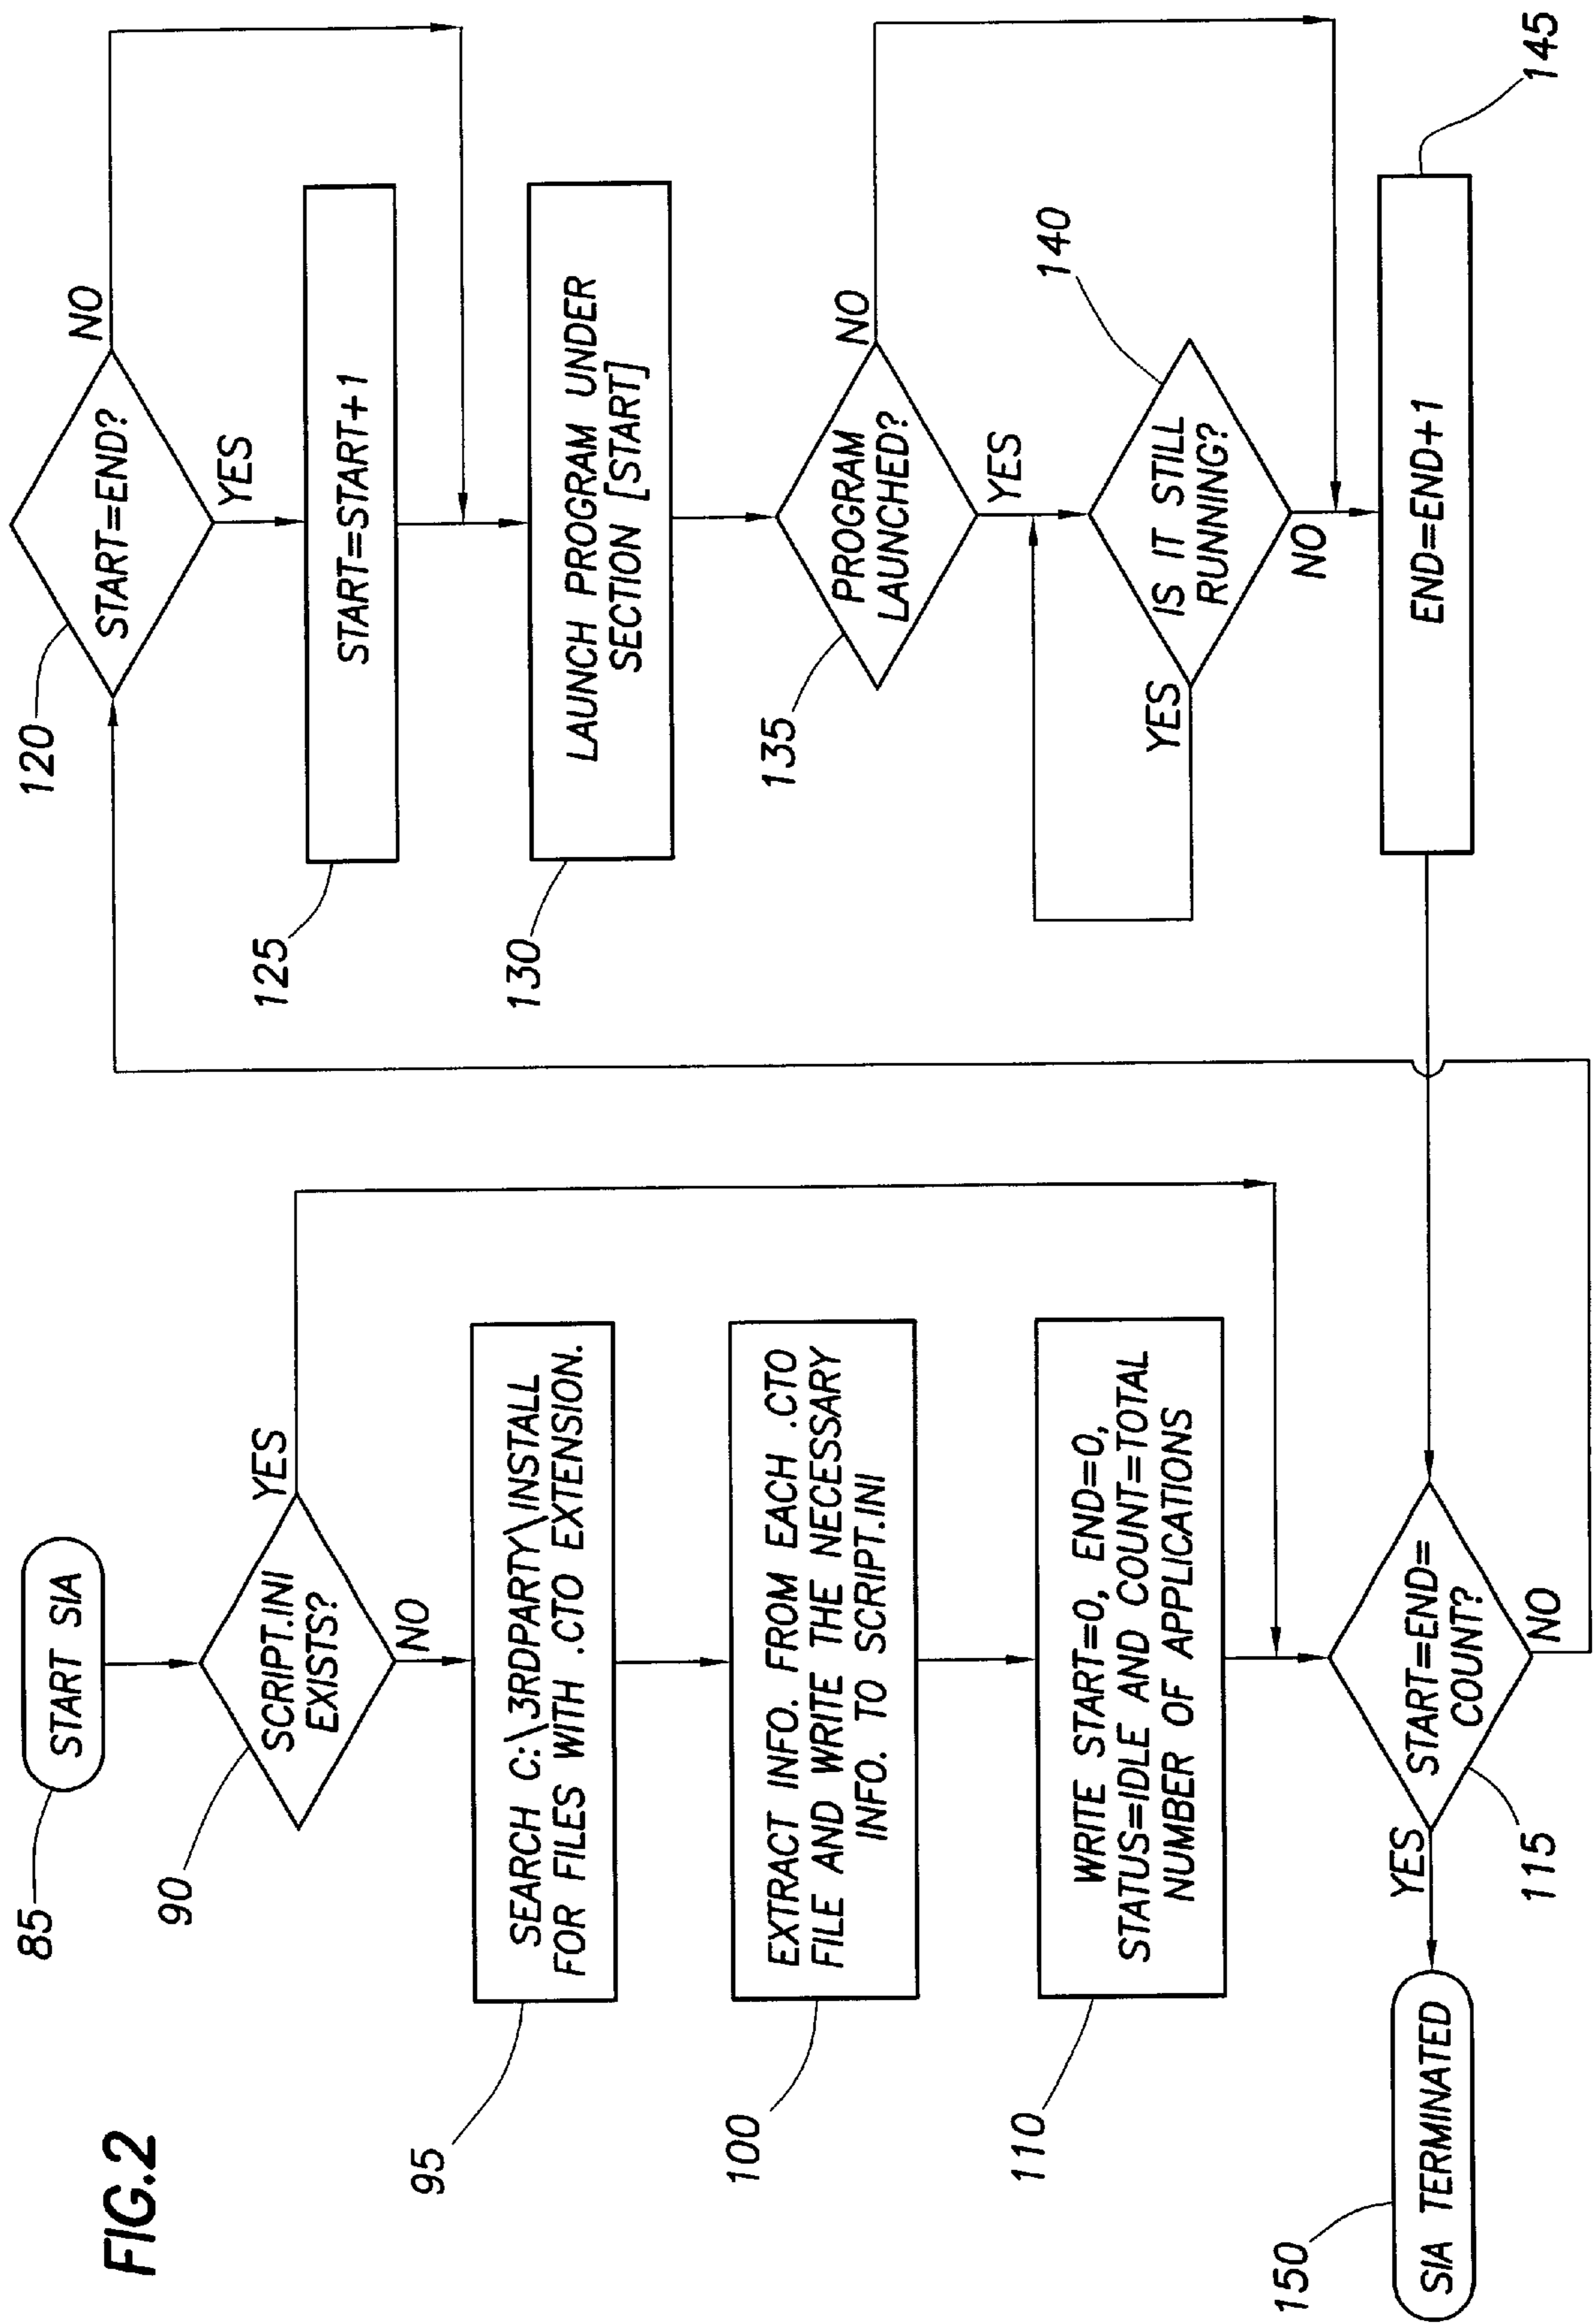 FIG.2
85
START SIA
90
SCRIPT.INI
EXISTS?
YES
NO
95
SEARCH C:\3RDPARTY\INSTALL
FOR FILES WITH .CTO EXTENSION.
100
EXTRACT INFO. FROM EACH .CTO
FILE AND WRITE THE NECESSARY
INFO. TO SCRIPT.INI
110
WRITE START=0, END=0,
STATUS=IDLE AND COUNT=TOTAL
NUMBER OF APPLICATIONS
START=END=
COUNT?
115
YES
NO
150
SIA TERMINATED
120
START=END?
NO
YES
125
START=START+1
130
LAUNCH PROGRAM UNDER
SECTION [START]
135
PROGRAM
LAUNCHED?
NO
YES
140
IS IT STILL
RUNNING?
YES
NO
END=END+1
145